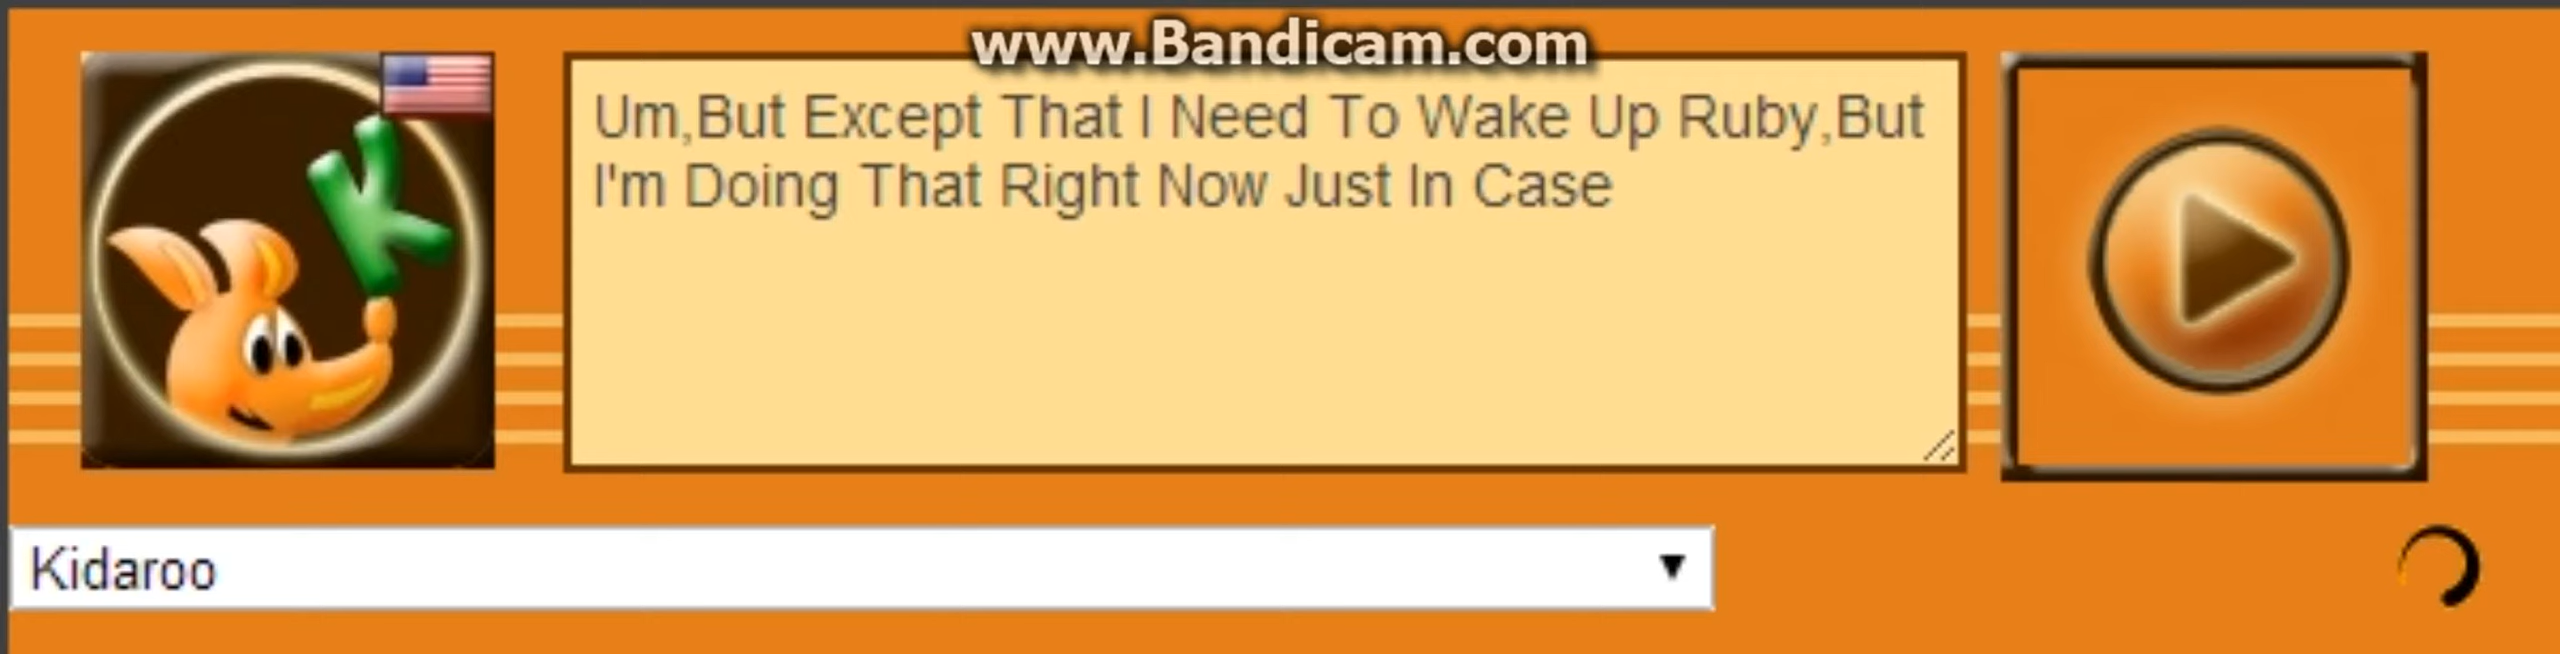 www.Bandicam.com
K
Um,But Except That I Need To Wake Up Ruby,But
I'm Doing That Right Now Just In Case
Kidaroo